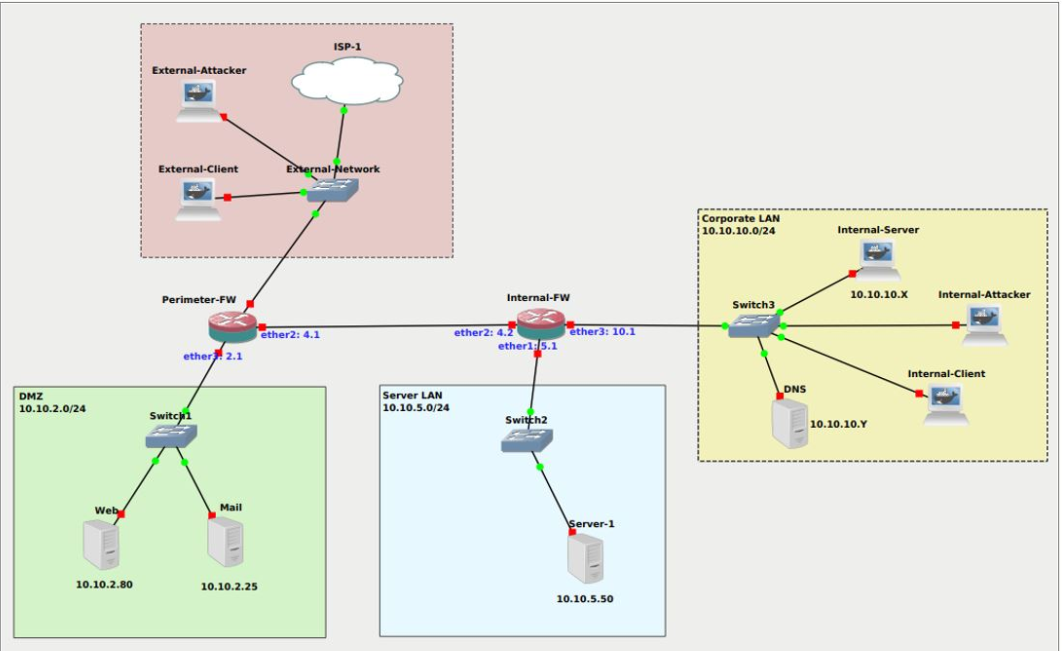 ISP-1
External-Attacker
External-Client
External-Network
Corporate LAN
10.10.10.0/24
Internal-Server
10.10.10.X
Internal-Attacker
Switch3
Internal-Client
DNS
10.10.10.Y
Perimeter-FW
ether2: 4.1
ether3: 2.1
Internal-FW
ether2: 4.2
ether3: 10.1
ether1: 5.1
DMZ
10.10.2.0/24
Switch1
Web
Mail
10.10.2.80
10.10.2.25
Server LAN
10.10.5.0/24
Switch2
Server-1
10.10.5.50